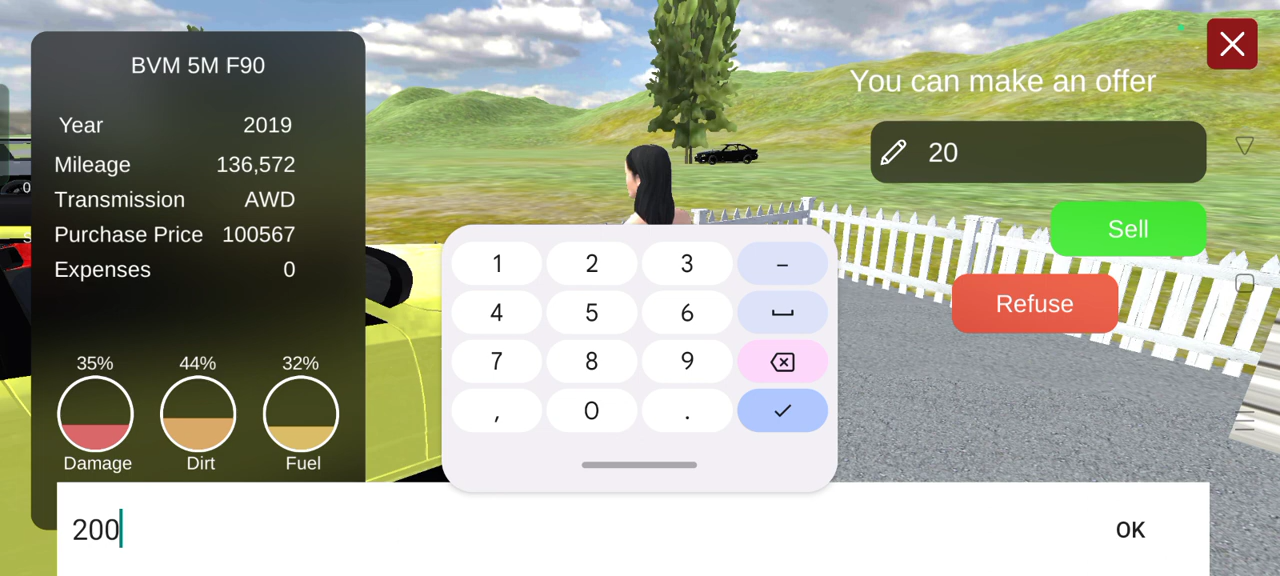 BVM 5M F90
Year 2019
Mileage 136,572
Transmission AWD
Purchase Price 100567
Expenses 0
35% 44% 32%
Damage Dirt Fuel
You can make an offer
20
Sell
Refuse
1 2 3 –
4 5 6
7 8 9
, 0 .
200
OK